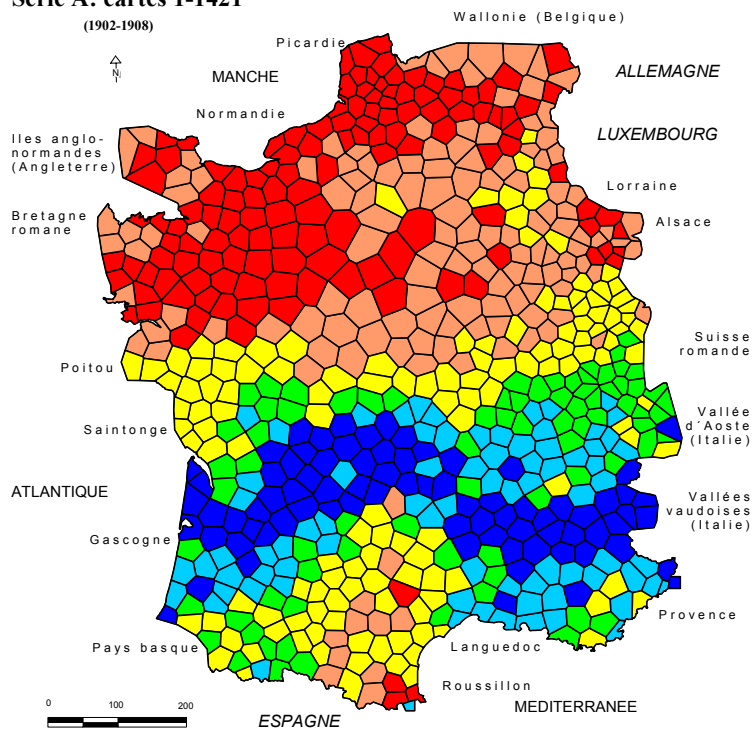 Série A: cartes 1-1421
(1902-1908)
Wallonie (Belgique)
Picardie
N
MANCHE
ALLEMAGNE
Normandie
Iles anglo-
normandes
(Angleterre)
LUXEMBOURG
Lorraine
Bretagne
romane
Alsace
Suisse
romande
Poitou
Vallée
d´Aoste
(Italie)
Saintonge
ATLANTIQUE
Vallées
vaudoises
(Italie)
Gascogne
Provence
Pays basque
Languedoc
Roussillon
MEDITERRANEE
0 100 200
ESPAGNE